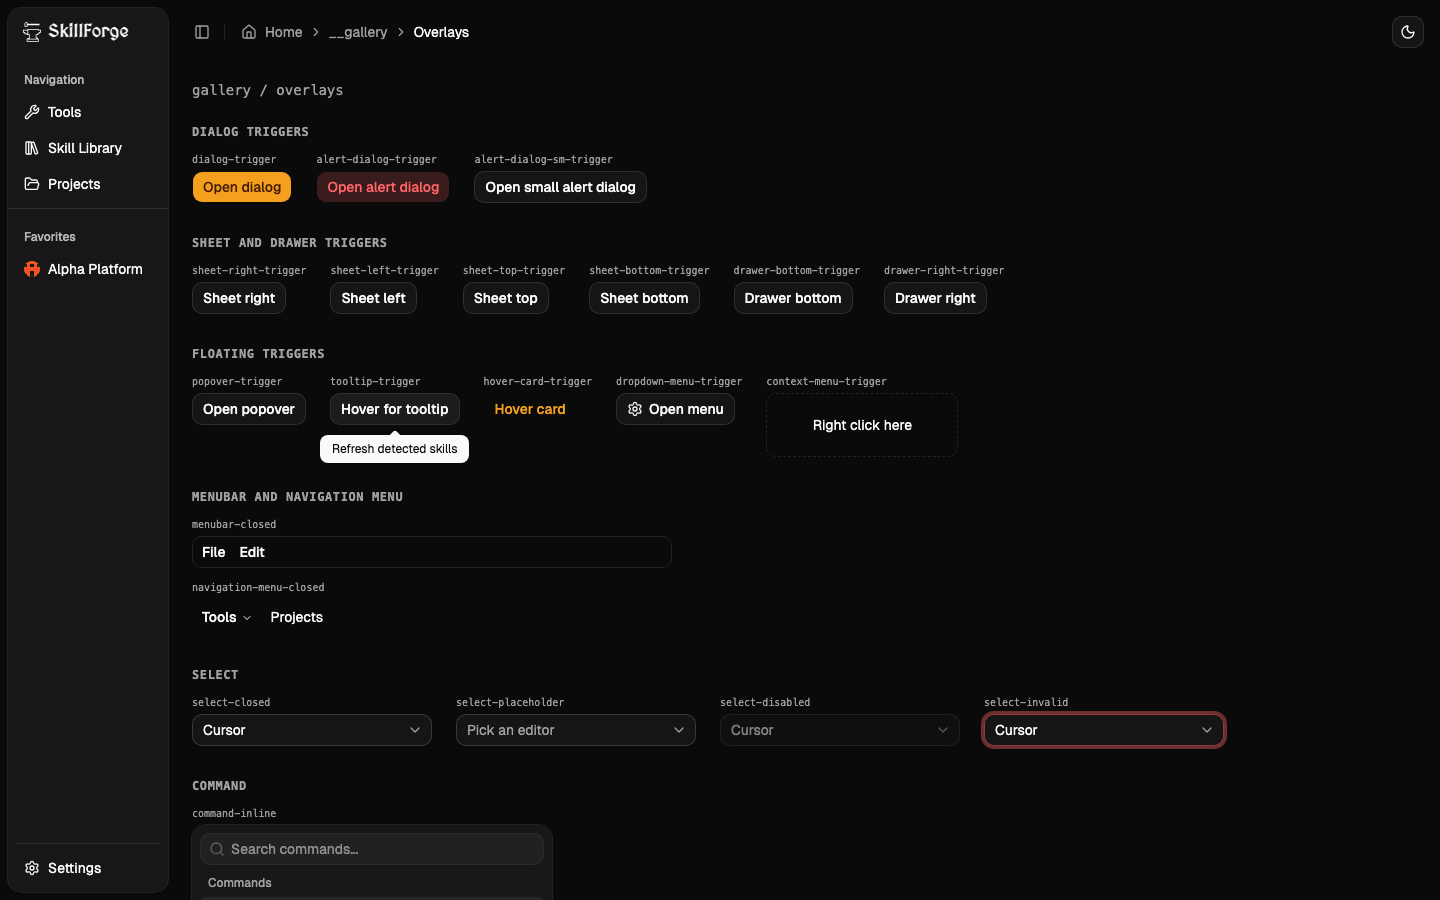 SkillForge
Navigation
Tools
Skill Library
Projects
Favorites
Alpha Platform
Settings
Home > __gallery > Overlays
gallery / overlays
DIALOG TRIGGERS
dialog-trigger alert-dialog-trigger alert-dialog-sm-trigger
Open dialog Open alert dialog Open small alert dialog
SHEET AND DRAWER TRIGGERS
sheet-right-trigger sheet-left-trigger sheet-top-trigger sheet-bottom-trigger drawer-bottom-trigger drawer-right-trigger
Sheet right Sheet left Sheet top Sheet bottom Drawer bottom Drawer right
FLOATING TRIGGERS
popover-trigger tooltip-trigger hover-card-trigger dropdown-menu-trigger context-menu-trigger
Open popover Hover for tooltip Hover card Open menu Right click here
Refresh detected skills
MENUBAR AND NAVIGATION MENU
menubar-closed
File Edit
navigation-menu-closed
Tools Projects
SELECT
select-closed select-placeholder select-disabled select-invalid
Cursor Pick an editor Cursor Cursor
COMMAND
command-inline
Search commands...
Commands